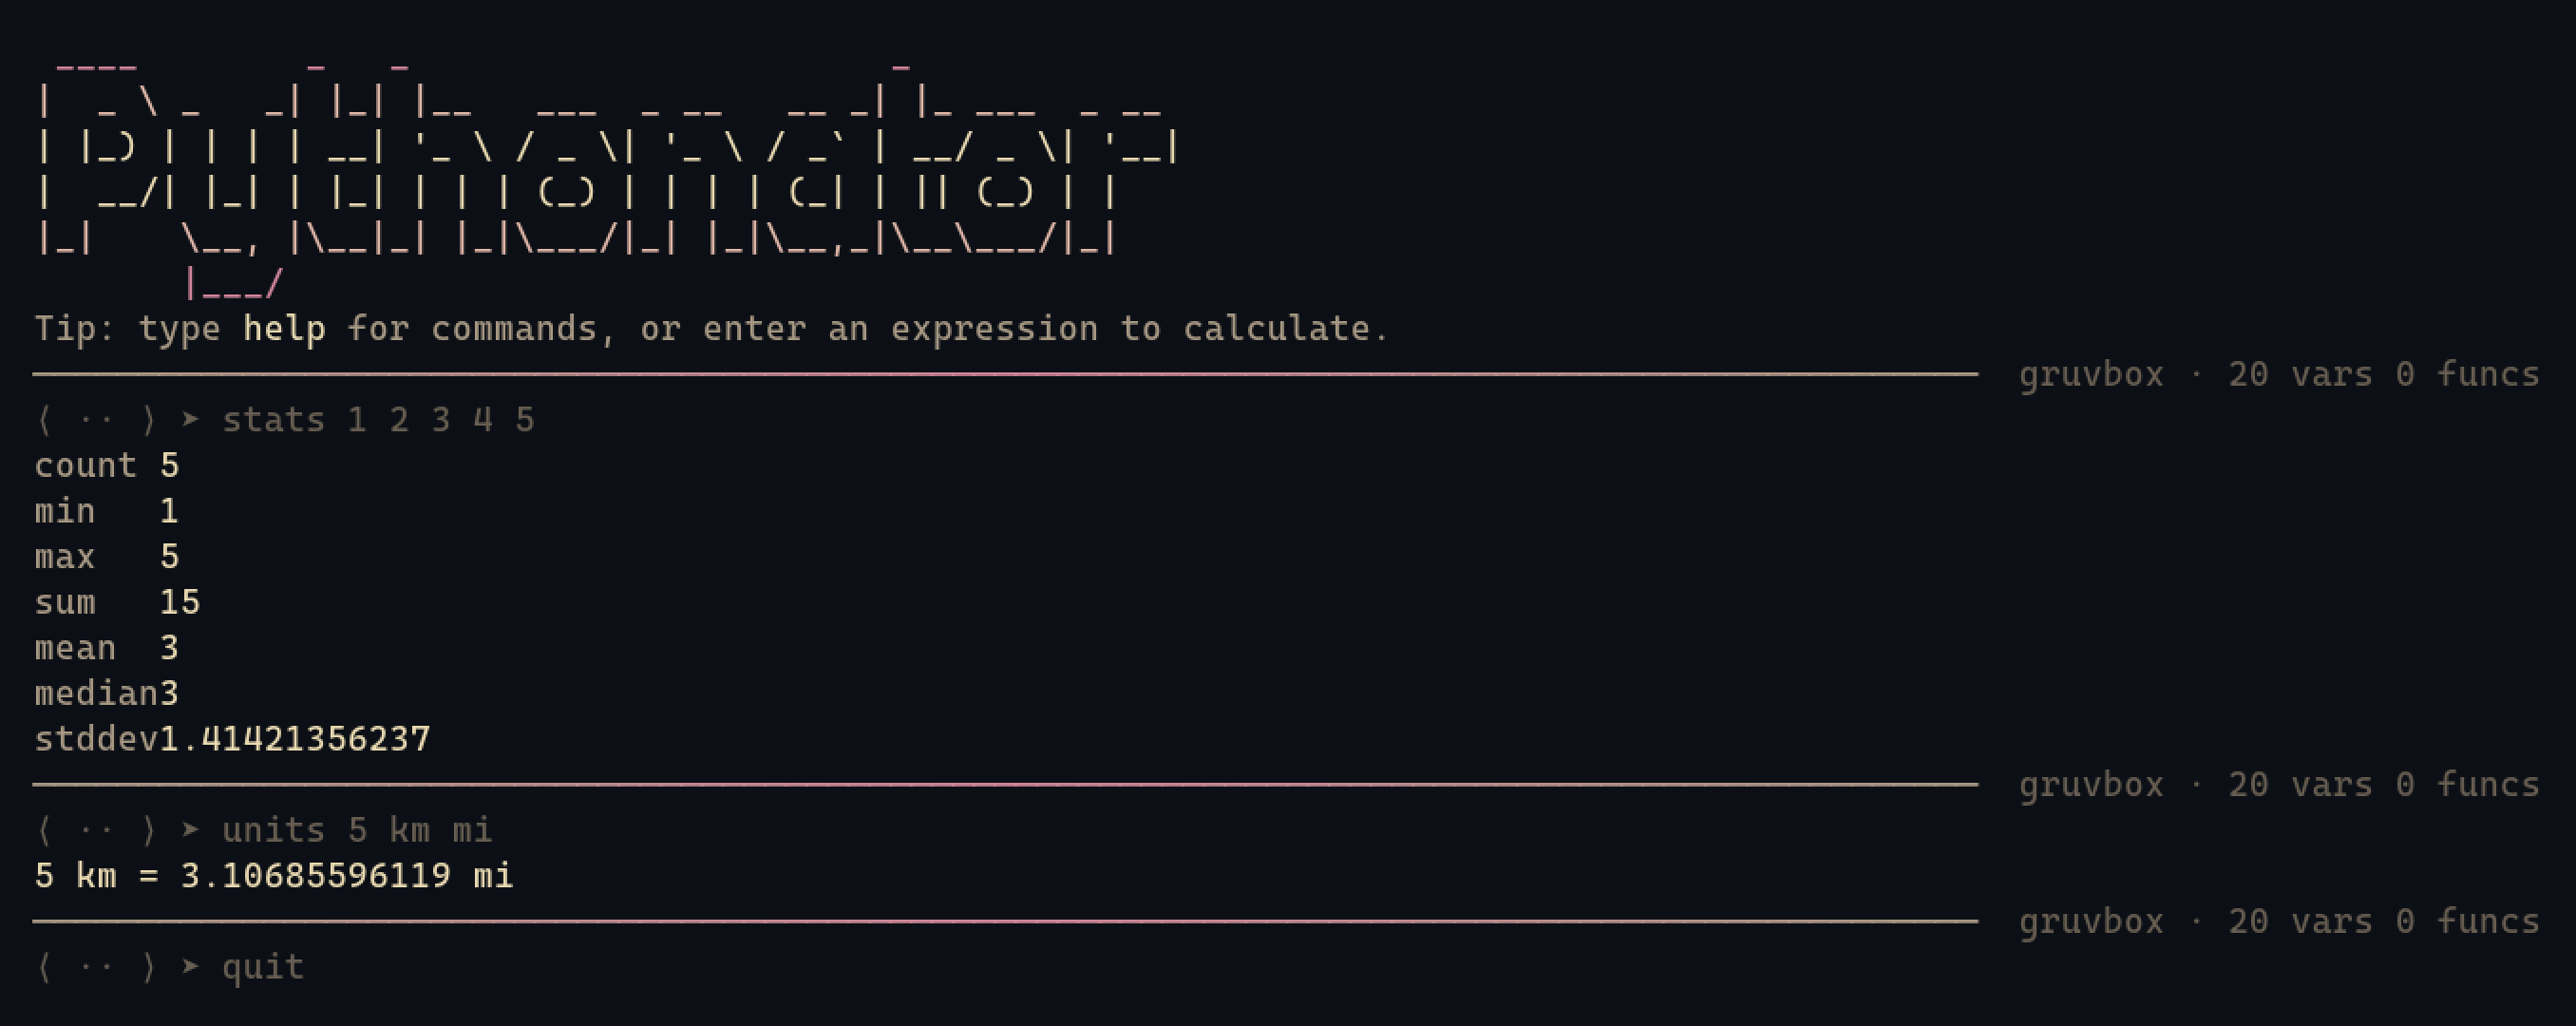 Pythonator
Tip: type help for commands, or enter an expression to calculate.
gruvbox · 20 vars 0 funcs
⟨ ·· ⟩ ➤ stats 1 2 3 4 5
count 5
min 1
max 5
sum 15
mean 3
median3
stddev1.41421356237
gruvbox · 20 vars 0 funcs
⟨ ·· ⟩ ➤ units 5 km mi
5 km = 3.10685596119 mi
gruvbox · 20 vars 0 funcs
⟨ ·· ⟩ ➤ quit